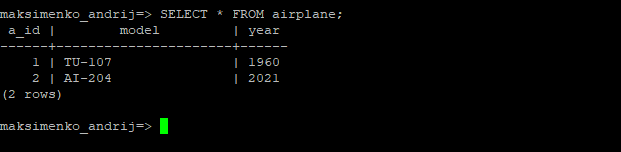 maksimenko_andrij=> SELECT * FROM airplane;
 a_id |         model         | year
------+-----------------------+------
    1 | TU-107                | 1960
    2 | AI-204                | 2021
(2 rows)
maksimenko_andrij=>